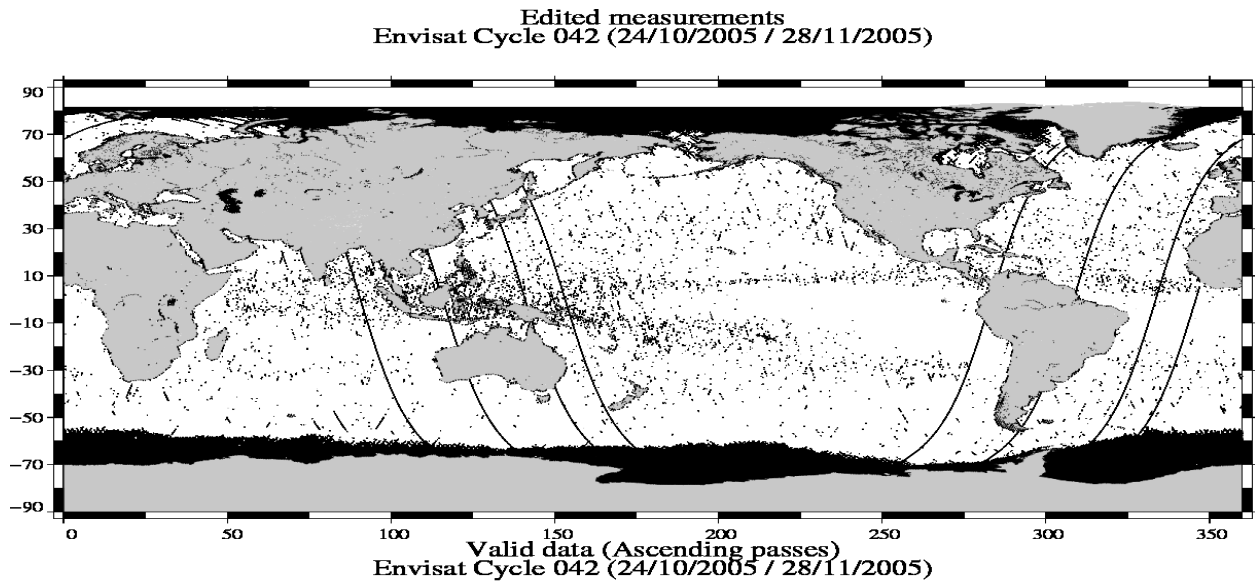 Edited measurements
Envisat Cycle 042 (24/10/2005 / 28/11/2005)
90
70
50
30
10
−10
−30
−50
−70
−90
0 50 100 150 200 250 300 350
Valid data (Ascending passes)
Envisat Cycle 042 (24/10/2005 / 28/11/2005)